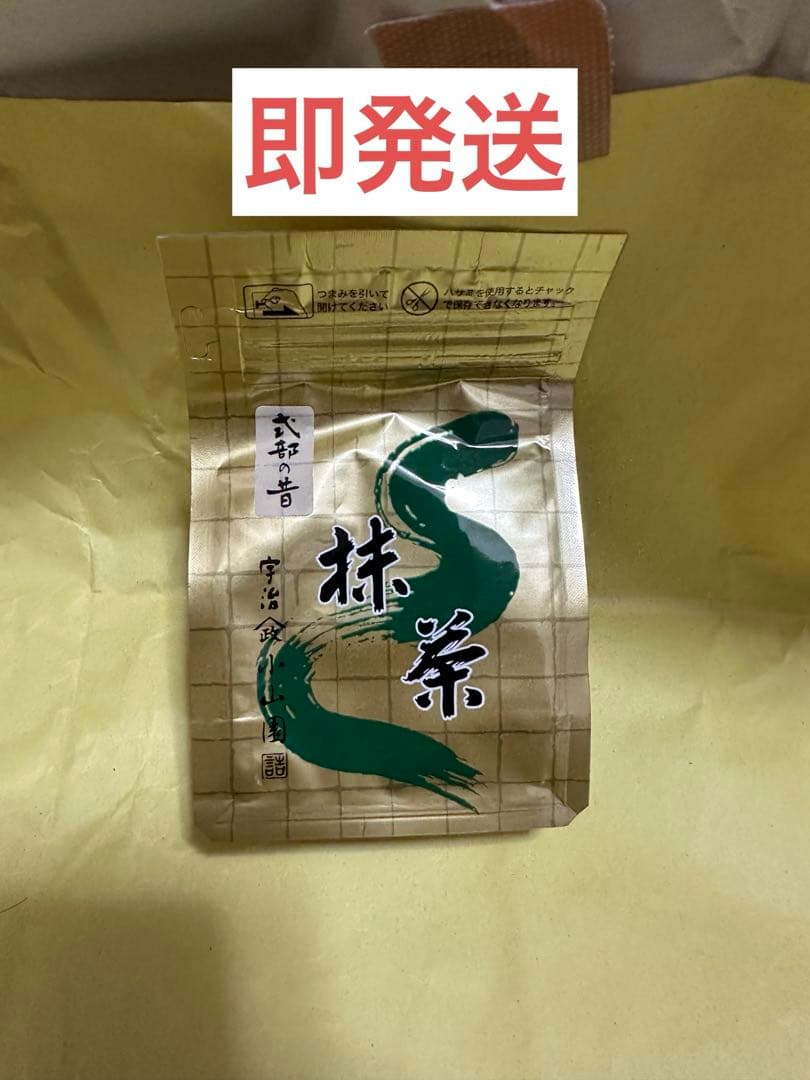 即発送
つまみを引いて
開けてください
ハサミを使用するとチャック
で保存できなくなります。
式部の昔
抹茶
宇治 政 小山園 詰